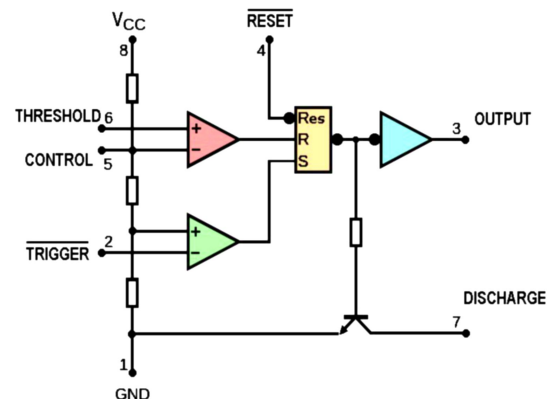 VCC
RESET
8
4
THRESHOLD 6
+
Res
CONTROL
−
R
3
OUTPUT
5
S
+
2
TRIGGER
−
DISCHARGE
7
1
GND